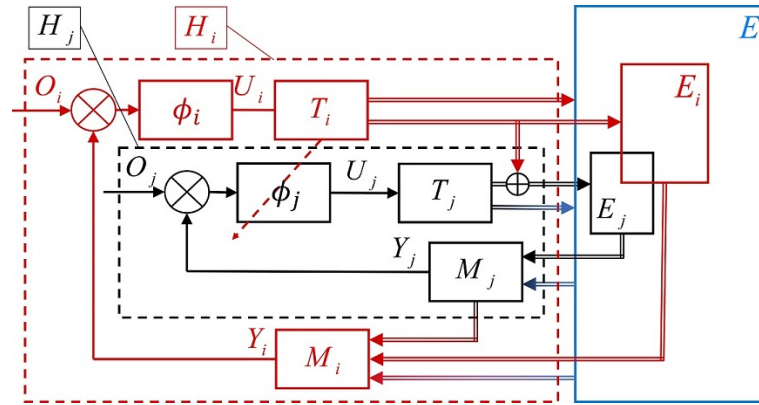 H_j
H_i
E
O_i
ϕ_i
U_i
T_i
E_i
O_j
ϕ_j
U_j
T_j
E_j
Y_j
M_j
Y_i
M_i